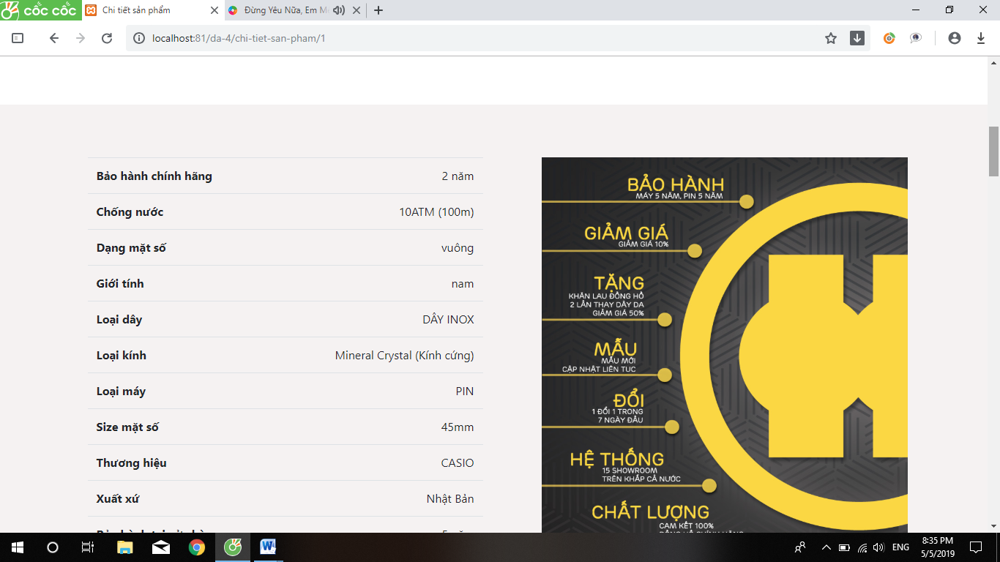 cốc cốc
Chi tiết sản phẩm
Đừng Yêu Nữa, Em M
localhost:81/da-4/chi-tiet-san-pham/1
Bảo hành chính hãng 2 năm
Chống nước 10ATM (100m)
Dạng mặt số vuông
Giới tính nam
Loại dây DÂY INOX
Loại kính Mineral Crystal (Kính cứng)
Loại máy PIN
Size mặt số 45mm
Thương hiệu CASIO
Xuất xứ Nhật Bản
BẢO HÀNH
MÁY 5 NĂM, PIN 5 NĂM
GIẢM GIÁ
GIẢM GIÁ 10%
TẶNG
KHĂN LAU ĐỒNG HỒ
2 LẦN THAY DÂY DA
GIẢM GIÁ 50%
MẪU
MẪU MỚI
CẬP NHẬT LIÊN TỤC
ĐỔI
1 ĐỔI 1 TRONG
7 NGÀY ĐẦU
HỆ THỐNG
15 SHOWROOM
TRÊN KHẮP CẢ NƯỚC
CHẤT LƯỢNG
CAM KẾT 100%
ENG
8:35 PM
5/5/2019